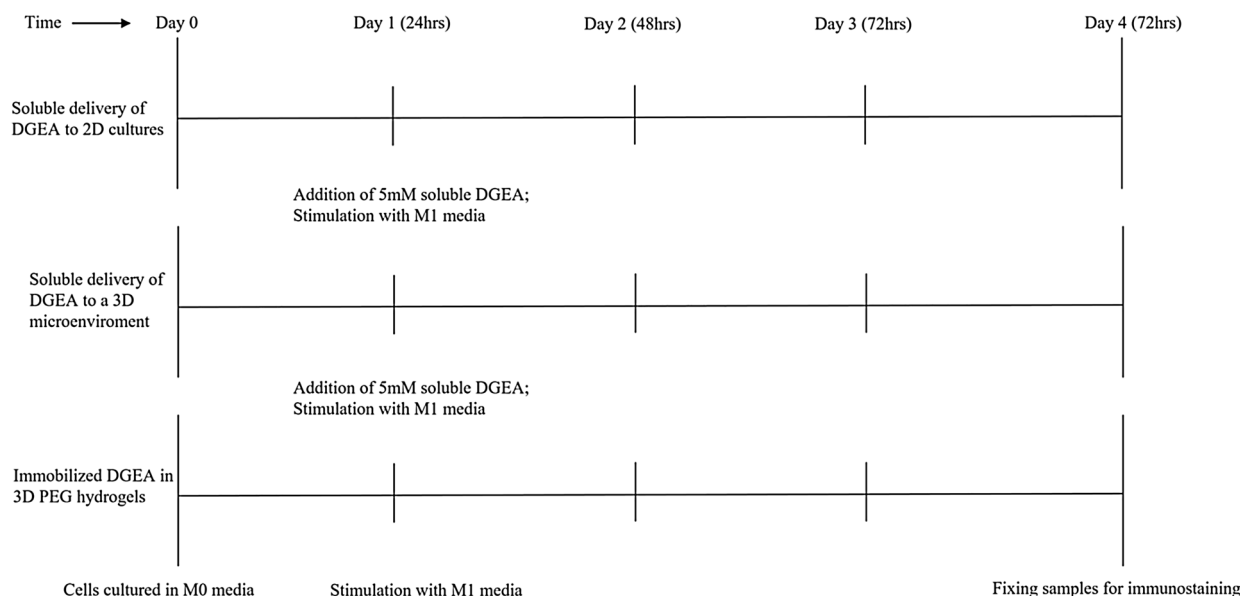 Time Day 0 Day 1 (24hrs) Day 2 (48hrs) Day 3 (72hrs) Day 4 (72hrs)
Soluble delivery of
DGEA to 2D cultures
Addition of 5mM soluble DGEA;
Stimulation with M1 media
Soluble delivery of
DGEA to a 3D
microenviroment
Addition of 5mM soluble DGEA;
Stimulation with M1 media
Immobilized DGEA in
3D PEG hydrogels
Cells cultured in M0 media Stimulation with M1 media Fixing samples for immunostaining